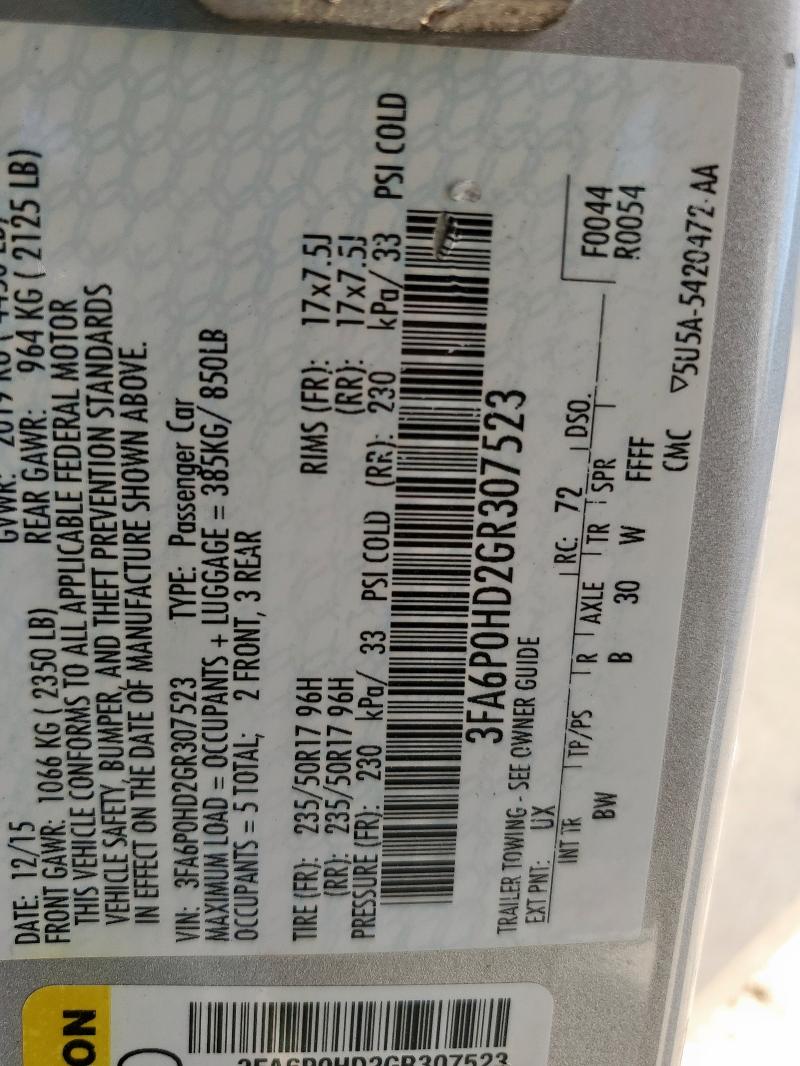 DATE: 12/15 GVWR: 2019 KG
FRONT GAWR: 1066 KG ( 2350 LB) REAR GAWR: 964 KG ( 2125 LB)
THIS VEHICLE CONFORMS TO ALL APPLICABLE FEDERAL MOTOR
VEHICLE SAFETY, BUMPER, AND THEFT PREVENTION STANDARDS
IN EFFECT ON THE DATE OF MANUFACTURE SHOWN ABOVE.
VIN: 3FA6P0HD2GR307523 TYPE: Passenger Car
MAXIMUM LOAD = OCCUPANTS + LUGGAGE = 385KG/ 850LB
OCCUPANTS = 5 TOTAL; 2 FRONT, 3 REAR
TIRE (FR): 235/50R17 96H RIMS (FR): 17x7.5J
(RR): 235/50R17 96H (RR): 17x7.5J
PRESSURE (FR): 230 kPa/ 33 PSI COLD (RR): 230 kPa/ 33 PSI COLD
3FA6P0HD2GR307523
TRAILER TOWING - SEE OWNER GUIDE
EXT PNT: UX RC: 72 DSO: F0044
INT TR TP/PS R AXLE TR SPR R0054
BW B 30 W FFFF
CMC ▽5U5A-5420472-AA
ON
3FA6P0HD2GR307523